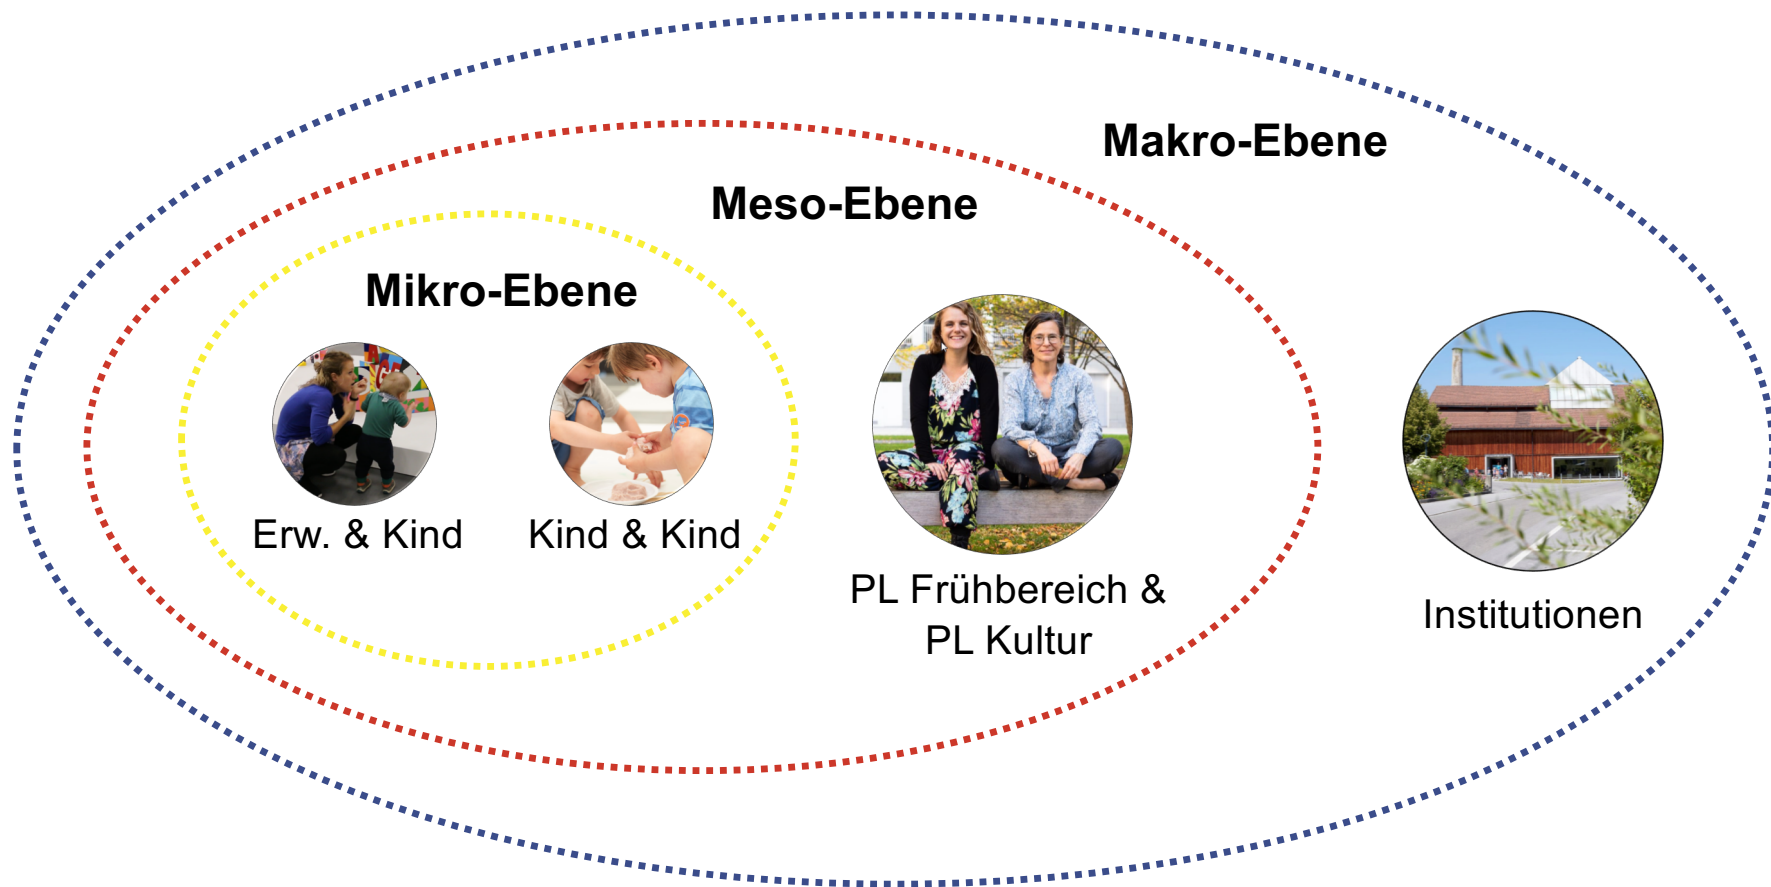 Makro-Ebene
Meso-Ebene
Mikro-Ebene
Erw. & Kind
Kind & Kind
PL Frühbereich &
PL Kultur
Institutionen